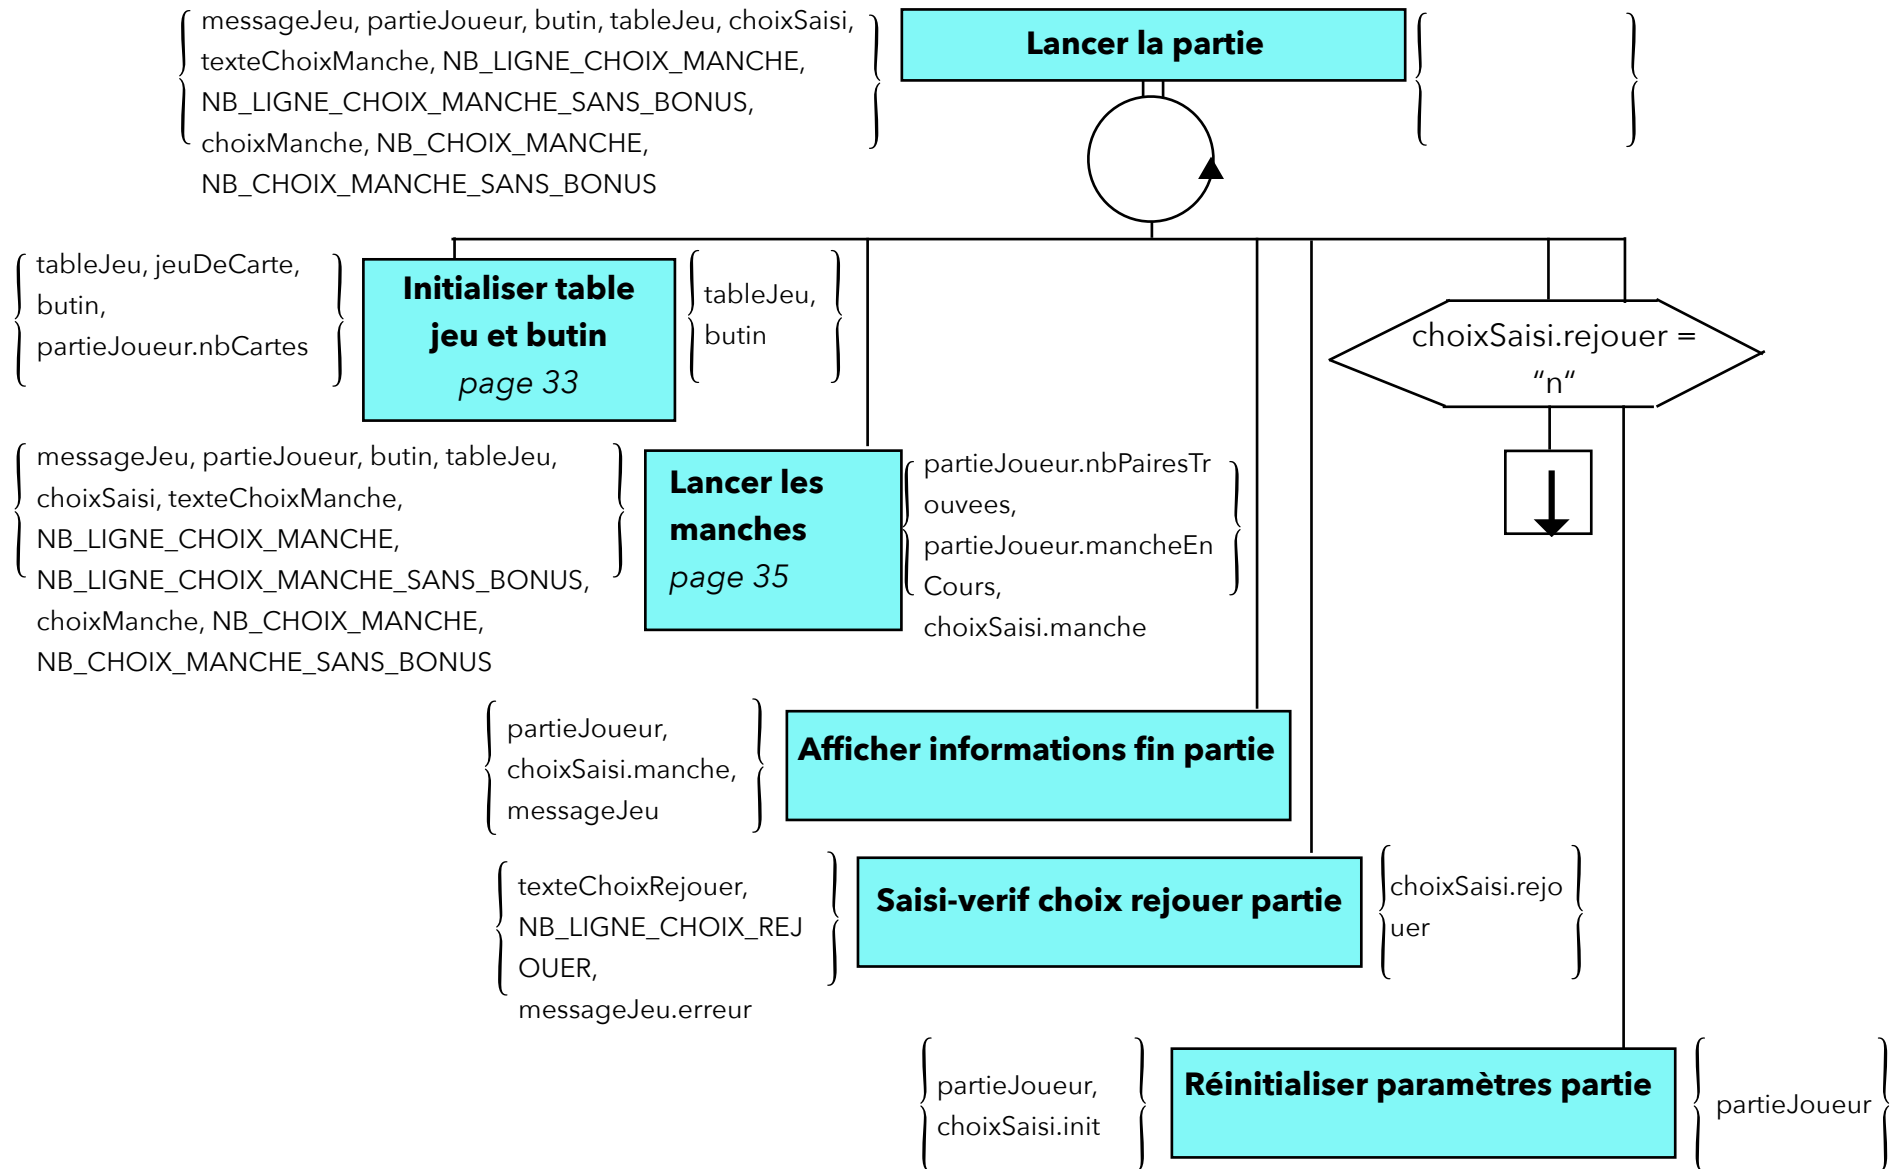 messageJeu, partieJoueur, butin, tableJeu, choixSaisi,
texteChoixManche, NB_LIGNE_CHOIX_MANCHE,
NB_LIGNE_CHOIX_MANCHE_SANS_BONUS,
choixManche, NB_CHOIX_MANCHE,
NB_CHOIX_MANCHE_SANS_BONUS
Lancer la partie
tableJeu, jeuDeCarte,
butin,
partieJoueur.nbCartes
Initialiser table
jeu et butin
page 33
tableJeu,
butin
choixSaisi.rejouer =
“n“
messageJeu, partieJoueur, butin, tableJeu,
choixSaisi, texteChoixManche,
NB_LIGNE_CHOIX_MANCHE,
NB_LIGNE_CHOIX_MANCHE_SANS_BONUS,
choixManche, NB_CHOIX_MANCHE,
NB_CHOIX_MANCHE_SANS_BONUS
Lancer les
manches
page 35
partieJoueur.nbPairesTr
ouvees,
partieJoueur.mancheEn
Cours,
choixSaisi.manche
partieJoueur,
choixSaisi.manche,
messageJeu
Afficher informations fin partie
texteChoixRejouer,
NB_LIGNE_CHOIX_REJ
OUER,
messageJeu.erreur
Saisi-verif choix rejouer partie
choixSaisi.rejo
uer
partieJoueur,
choixSaisi.init
Réinitialiser paramètres partie
partieJoueur